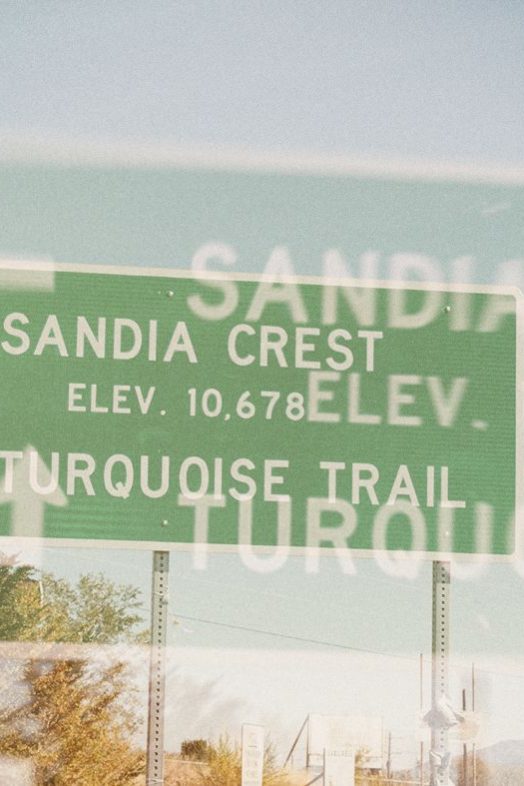 SANDIA
SANDIA CREST
ELEV. 10,678
ELEV.
TURQUOISE TRAIL
TURQU